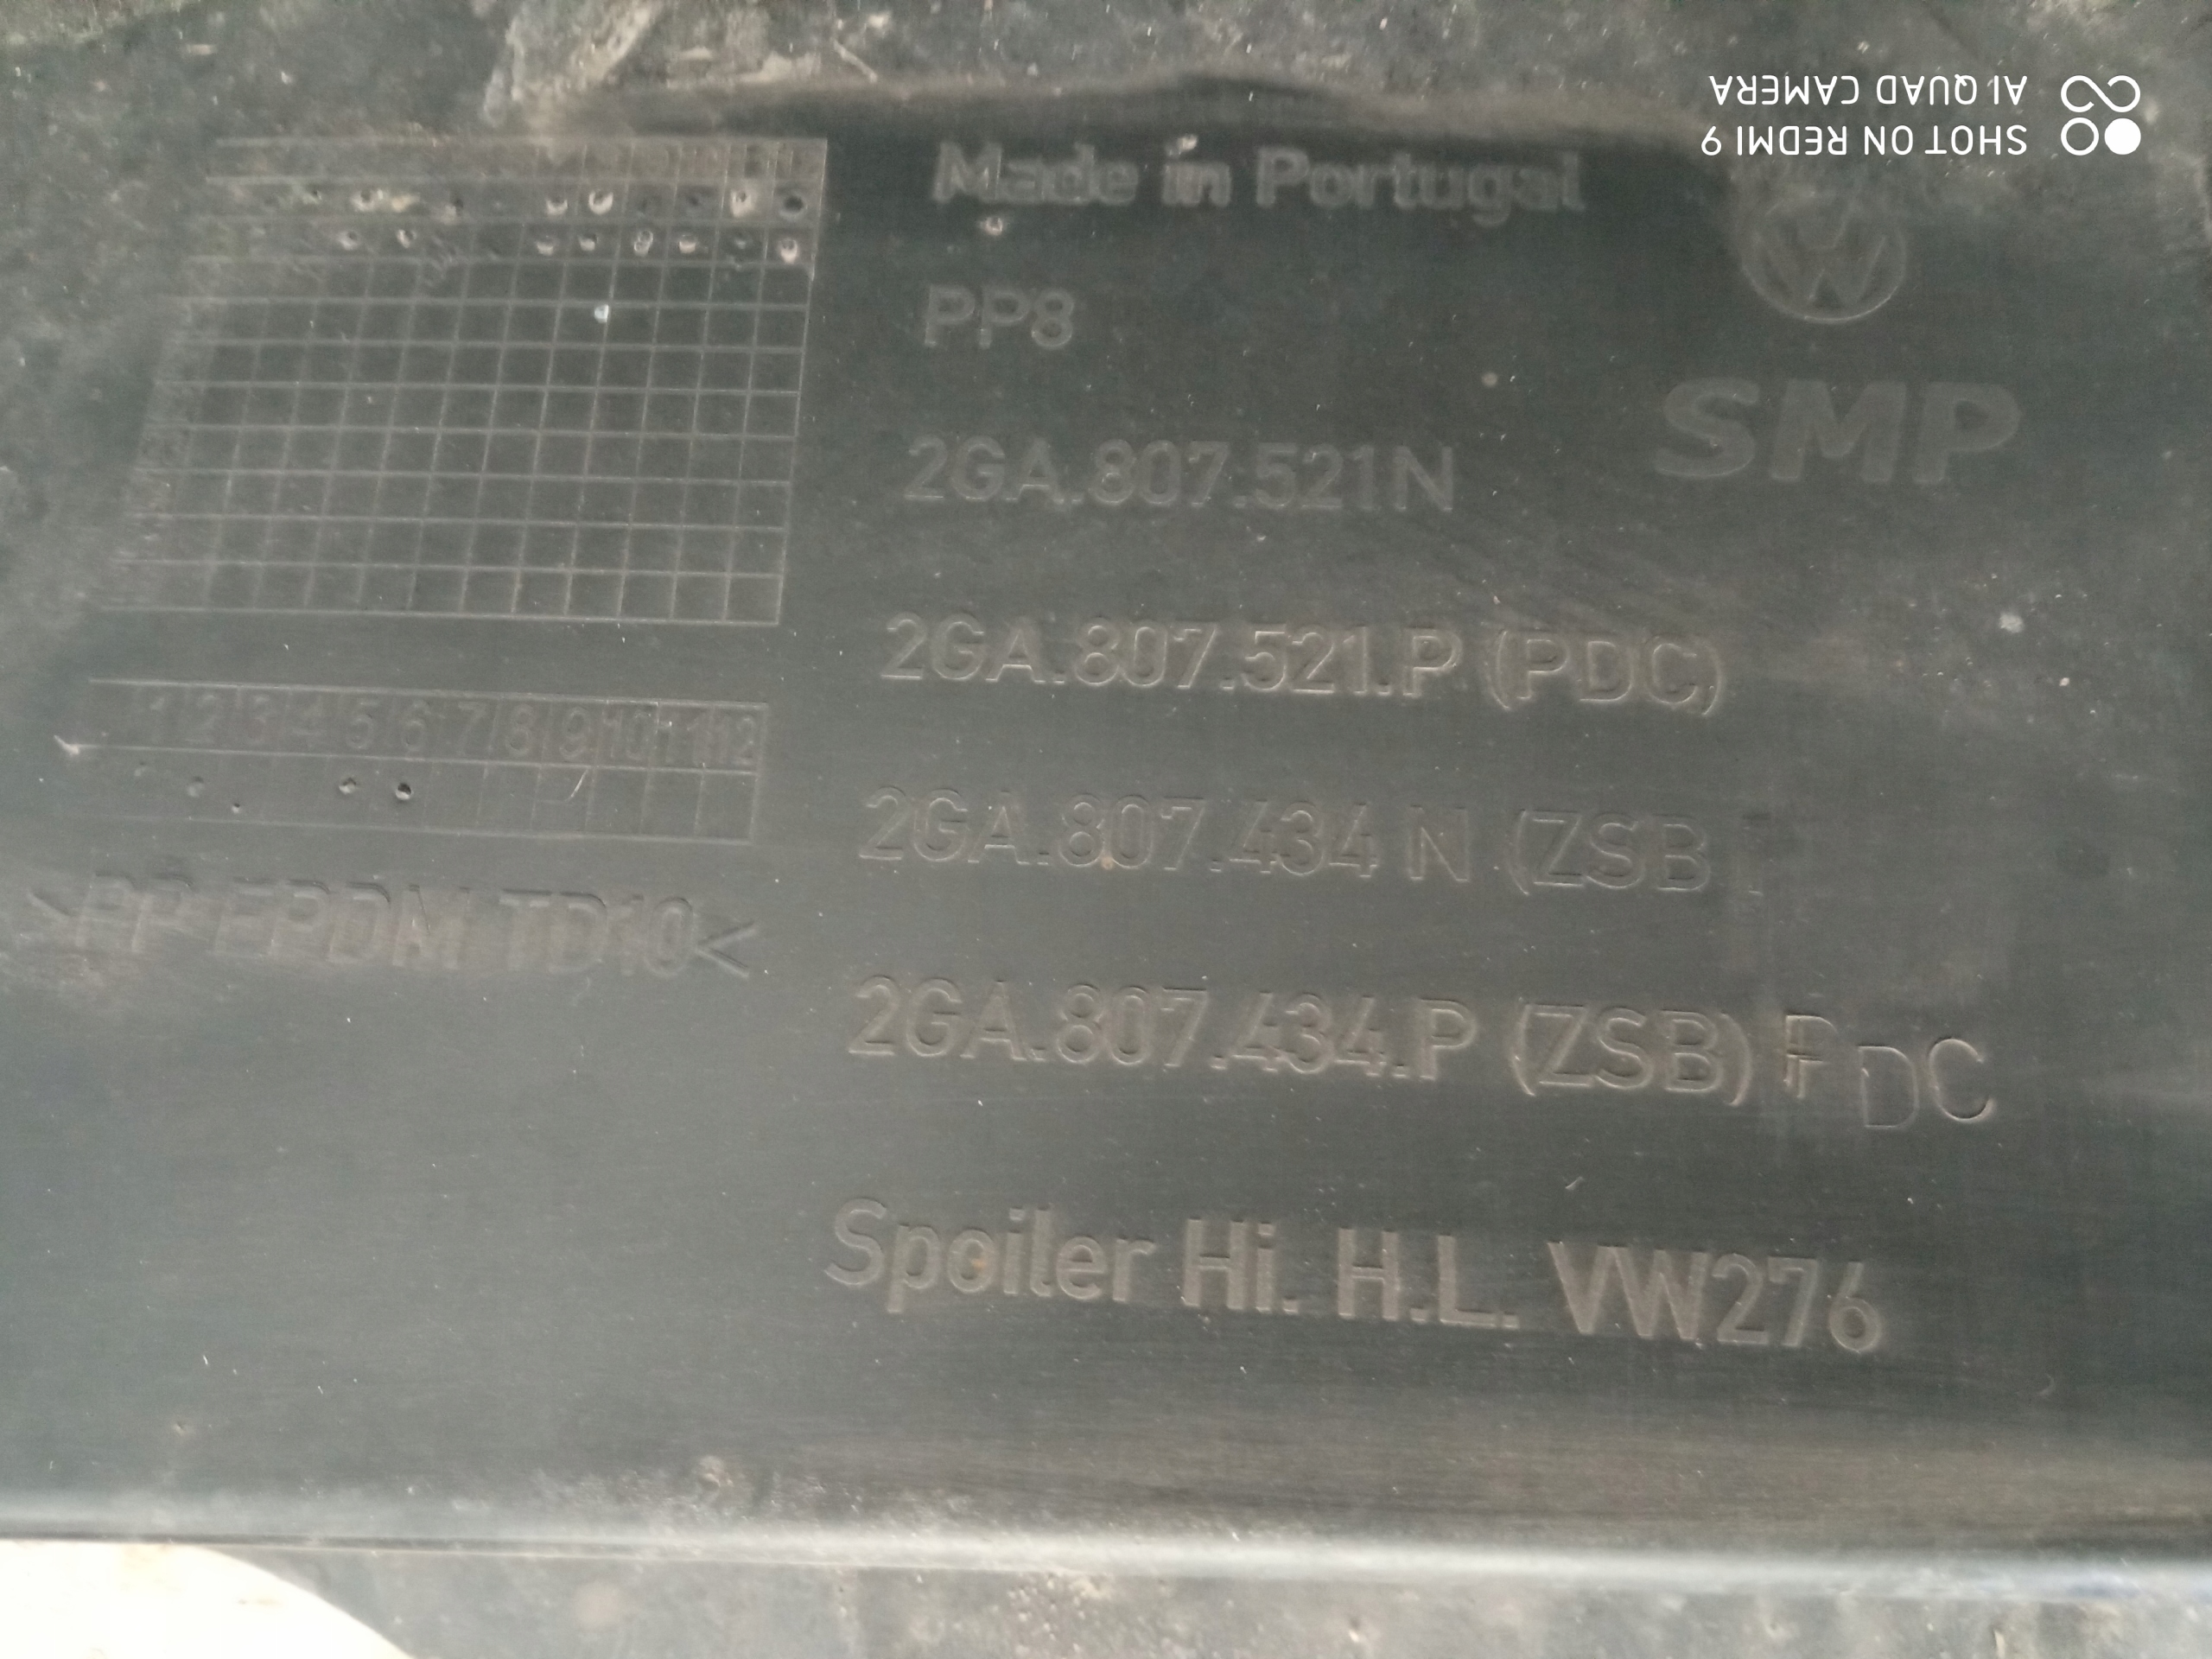 Made in Portugal
PP8
SMP
2GA.807.521N
2GA.807.521.P (PDC)
1 2 3 4 5 6 7 8 9 10 11 12
2GA.807.434 N (ZSB
>PP EPDM TD10<
2GA.807.434.P (ZSB) PDC
Spoiler Hi. H.L. VW276
SHOT ON REDMI 9
AI QUAD CAMERA